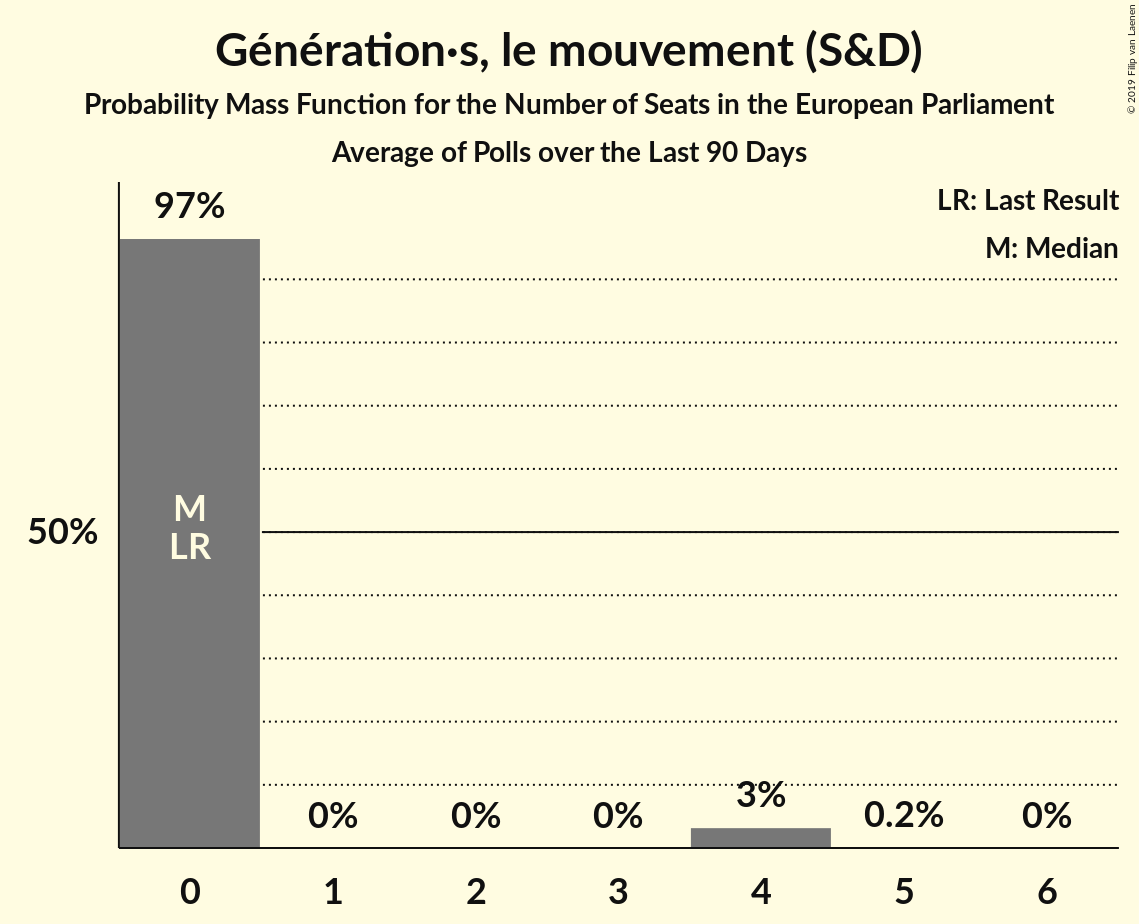 Génération·s, le mouvement (S&D)
Probability Mass Function for the Number of Seats in the European Parliament
Average of Polls over the Last 90 Days
© 2019 Filip van Laenen
LR: Last Result
M: Median
97%
M
LR
50%
0%
0%
0%
3%
0.2%
0%
0
1
2
3
4
5
6